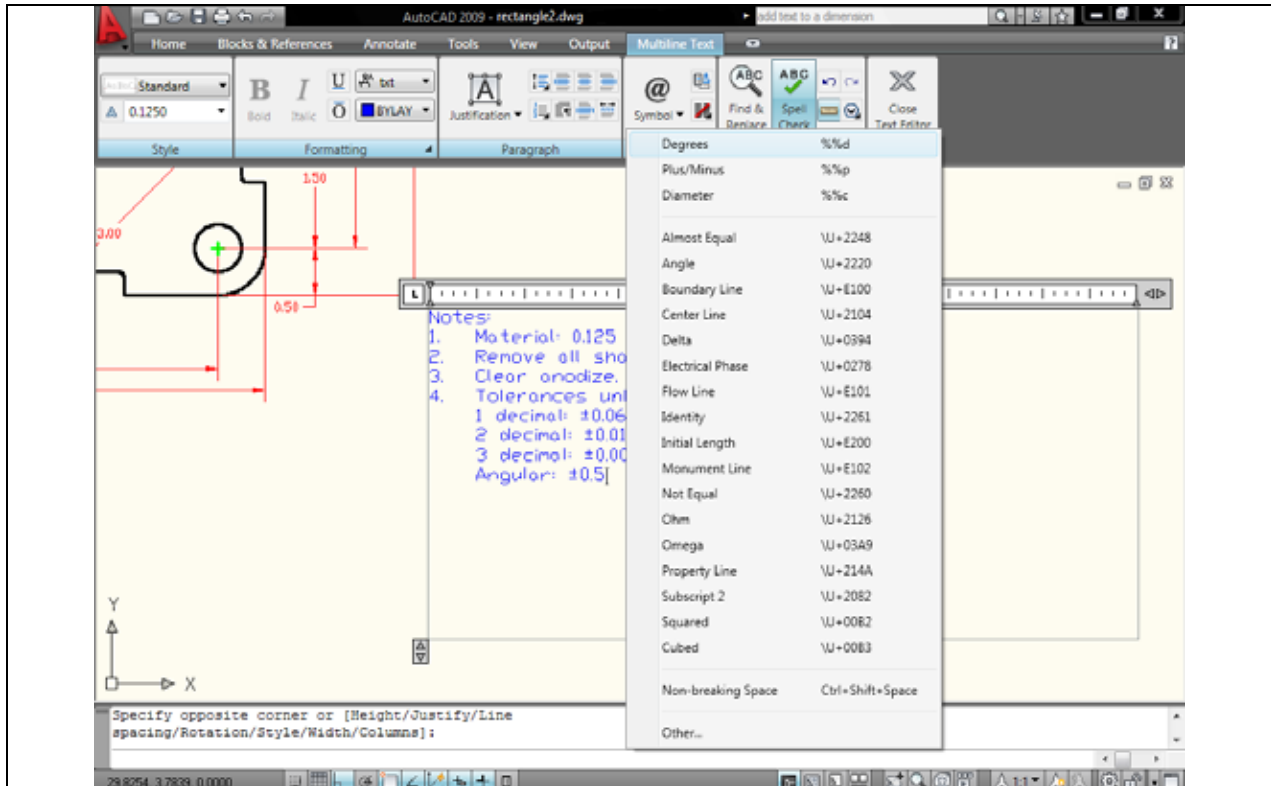 AutoCAD 2009 - rectangle2.dwg
add text to a dimension
Home Blocks & References Annotate Tools View Output Multiline Text
Standard
0.1250
B I U txt
Bold Italic O BYLAY
A
Justification
@
Symbol
ABC
Find & Replace
ABC
Spell Check
Close Text Editor
Style Formatting Paragraph
Degrees %%d
Plus/Minus %%p
Diameter %%c
Almost Equal \U+2248
Angle \U+2220
Boundary Line \U+E100
Center Line \U+2104
Delta \U+0394
Electrical Phase \U+0278
Flow Line \U+E101
Identity \U+2261
Initial Length \U+E200
Monument Line \U+E102
Not Equal \U+2260
Ohm \U+2126
Omega \U+03A9
Property Line \U+214A
Subscript 2 \U+2082
Squared \U+00B2
Cubed \U+00B3
Non-breaking Space Ctrl+Shift+Space
Other...
1.50
3.00
0.50
L
Notes:
1. Material: 0.125
2. Remove all sho
3. Clear anodize.
4. Tolerances unl
1 decimal: ±0.06
2 decimal: ±0.01
3 decimal: ±0.00
Angular: ±0.5
Y
X
Specify opposite corner or [Height/Justify/Line
spacing/Rotation/Style/Width/Columns]:
29.8254, 3.7839, 0.0000
1:1